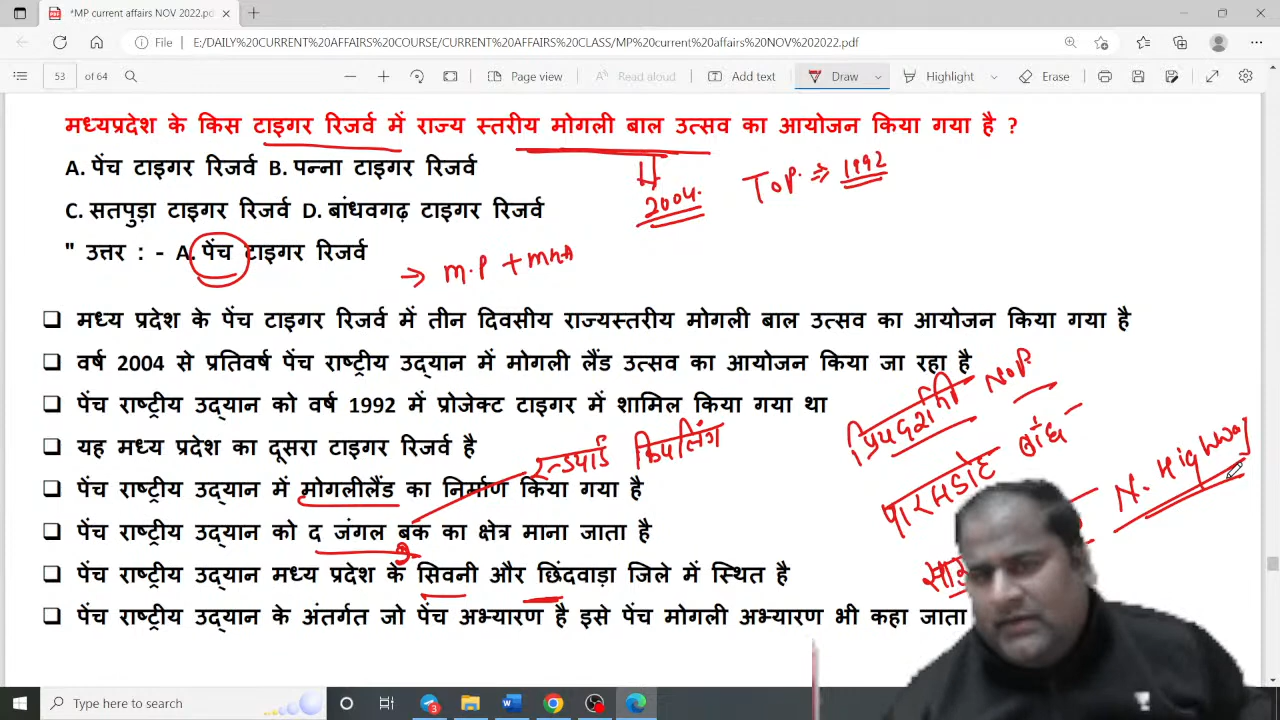 *MP current affairs NOV 2022.pdf
File E:/DAILY%20CURRENT%20AFFAIRS%20COURSE/CURRENT%20AFFAIRS%20CLASS/MP%20current%20affairs%20NOV%202022.pdf
53 of 64 Page view Read aloud Add text Draw Highlight Erase
मध्यप्रदेश के किस टाइगर रिजर्व में राज्य स्तरीय मोगली बाल उत्सव का आयोजन किया गया है ?
A. पेंच टाइगर रिजर्व B. पन्ना टाइगर रिजर्व
Top. ⇒ 1992
2004.
C. सतपुड़ा टाइगर रिजर्व D. बांधवगढ़ टाइगर रिजर्व
" उत्तर : - A. पेंच टाइगर रिजर्व
→ M.P +
मध्य प्रदेश के पेंच टाइगर रिजर्व में तीन दिवसीय राज्यस्तरीय मोगली बाल उत्सव का आयोजन किया गया है
वर्ष 2004 से प्रतिवर्ष पेंच राष्ट्रीय उद्यान में मोगली लैंड उत्सव का आयोजन किया जा रहा है
पेंच राष्ट्रीय उद्यान को वर्ष 1992 में प्रोजेक्ट टाइगर में शामिल किया गया था
प्रियदर्शिनी
यह मध्य प्रदेश का दूसरा टाइगर रिजर्व है
रुडयार्ड किपलिंग
बांध
पेंच राष्ट्रीय उद्यान में मोगलीलैंड का निर्माण किया गया है
N. Highway
पेंच राष्ट्रीय उद्यान को द जंगल बुक का क्षेत्र माना जाता है
पेंच राष्ट्रीय उद्यान मध्य प्रदेश के सिवनी और छिंदवाड़ा जिले में स्थित है
पेंच राष्ट्रीय उद्यान के अंतर्गत जो पेंच अभ्यारण है इसे पेंच मोगली अभ्यारण भी कहा जाता
Type here to search